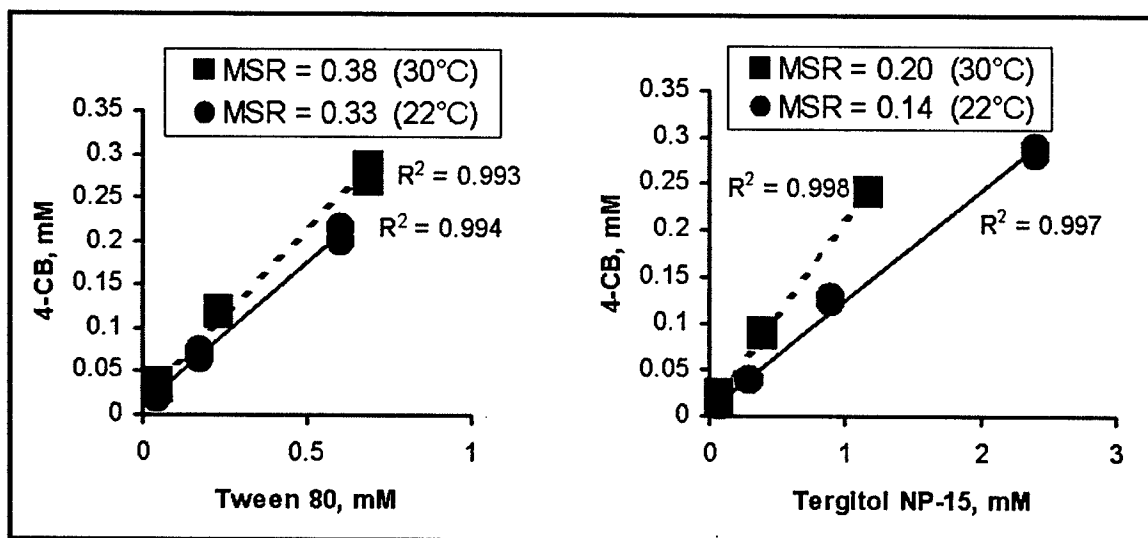 MSR = 0.38 (30°C)
MSR = 0.33 (22°C)
0.35
0.3
0.25
0.2
0.15
0.1
0.05
0
4-CB, mM
R² = 0.993
R² = 0.994
0
0.5
1
Tween 80, mM
MSR = 0.20 (30°C)
MSR = 0.14 (22°C)
0.35
0.3
0.25
0.2
0.15
0.1
0.05
0
4-CB, mM
R² = 0.998
R² = 0.997
0
1
2
3
Tergitol NP-15, mM